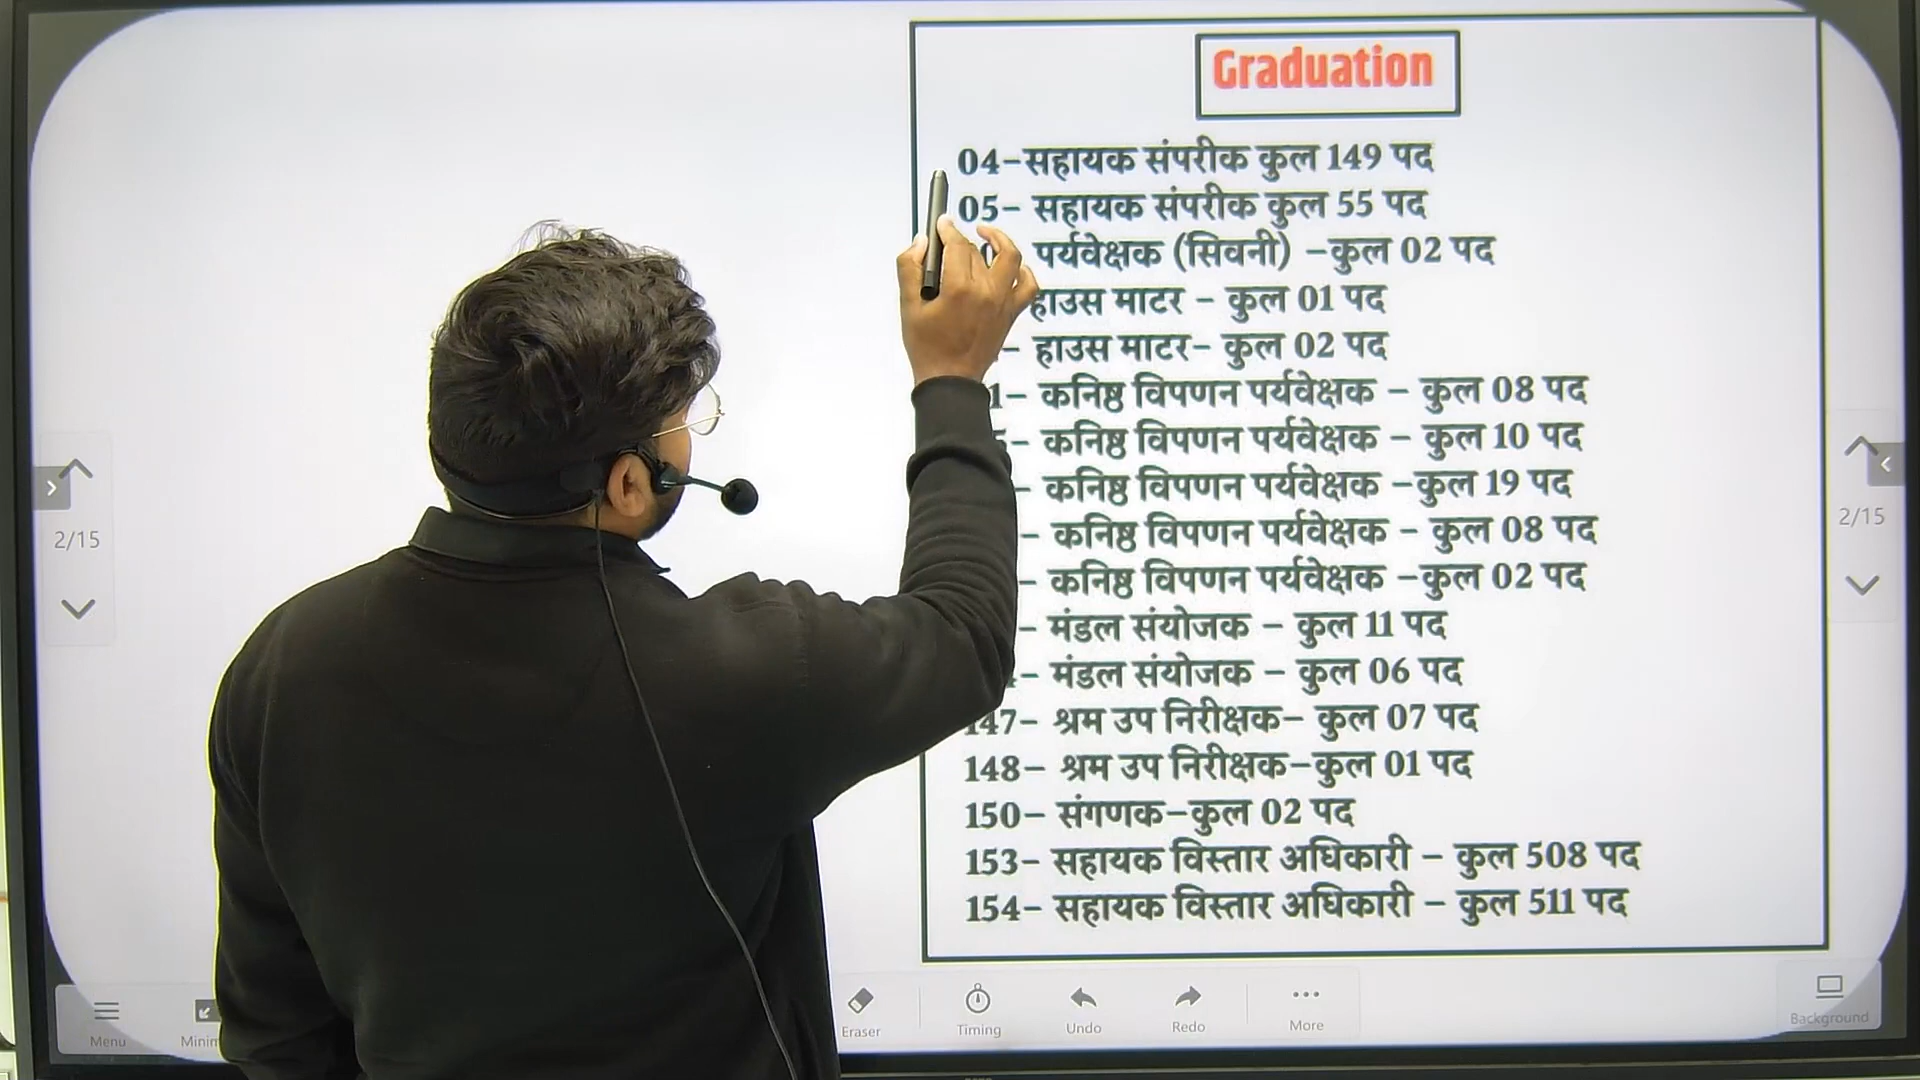 Graduation
04-सहायक संपरीक कुल 149 पद
05- सहायक संपरीक कुल 55 पद
पर्यवेक्षक (सिवनी) -कुल 02 पद
हाउस माटर - कुल 01 पद
- हाउस माटर- कुल 02 पद
1- कनिष्ठ विपणन पर्यवेक्षक - कुल 08 पद
- कनिष्ठ विपणन पर्यवेक्षक - कुल 10 पद
- कनिष्ठ विपणन पर्यवेक्षक -कुल 19 पद
- कनिष्ठ विपणन पर्यवेक्षक - कुल 08 पद
- कनिष्ठ विपणन पर्यवेक्षक -कुल 02 पद
- मंडल संयोजक - कुल 11 पद
- मंडल संयोजक - कुल 06 पद
147- श्रम उप निरीक्षक- कुल 07 पद
148- श्रम उप निरीक्षक-कुल 01 पद
150- संगणक-कुल 02 पद
153- सहायक विस्तार अधिकारी - कुल 508 पद
154- सहायक विस्तार अधिकारी - कुल 511 पद
2/15
2/15
Menu
Minim
Eraser
Timing
Undo
Redo
More
Background